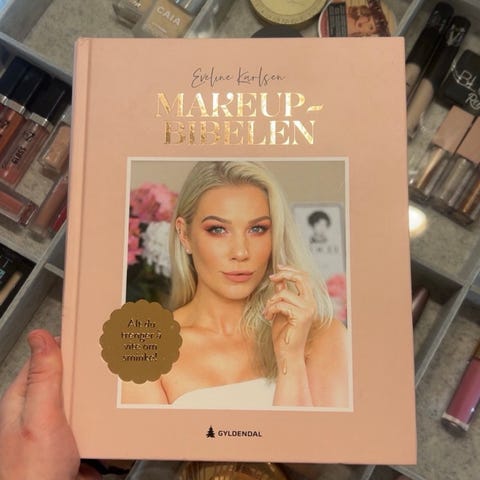 Eveline Karlsen
MAKEUP-
BIBELEN
Alt du
trenger å
vite om
sminke!
GYLDENDAL
CAIA